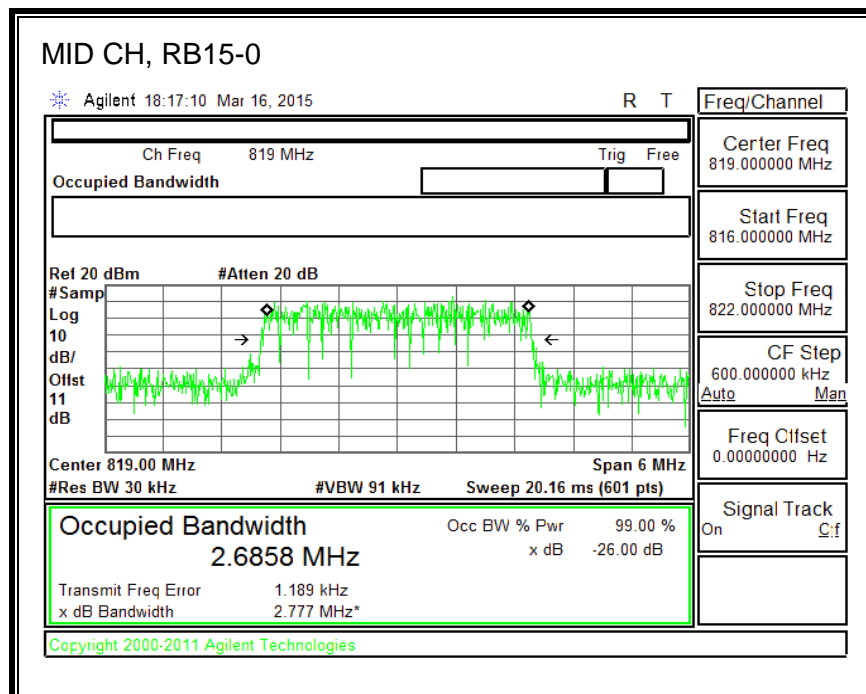 MID CH, RB15-0
Agilent 18:17:10 Mar 16, 2015 R T
Ch Freq 819 MHz Trig Free
Occupied Bandwidth
Ref 20 dBm #Atten 20 dB
#Samp
Log
10
dB/
Offst
11
dB
Center 819.00 MHz Span 6 MHz
#Res BW 30 kHz #VBW 91 kHz Sweep 20.16 ms (601 pts)
Occupied Bandwidth
2.6858 MHz
Occ BW % Pwr 99.00 %
x dB -26.00 dB
Transmit Freq Error 1.189 kHz
x dB Bandwidth 2.777 MHz*
Copyright 2000-2011 Agilent Technologies
Freq/Channel
Center Freq
819.000000 MHz
Start Freq
816.000000 MHz
Stop Freq
822.000000 MHz
CF Step
600.000000 kHz
Auto Man
Freq Offset
0.00000000 Hz
Signal Track
On Off